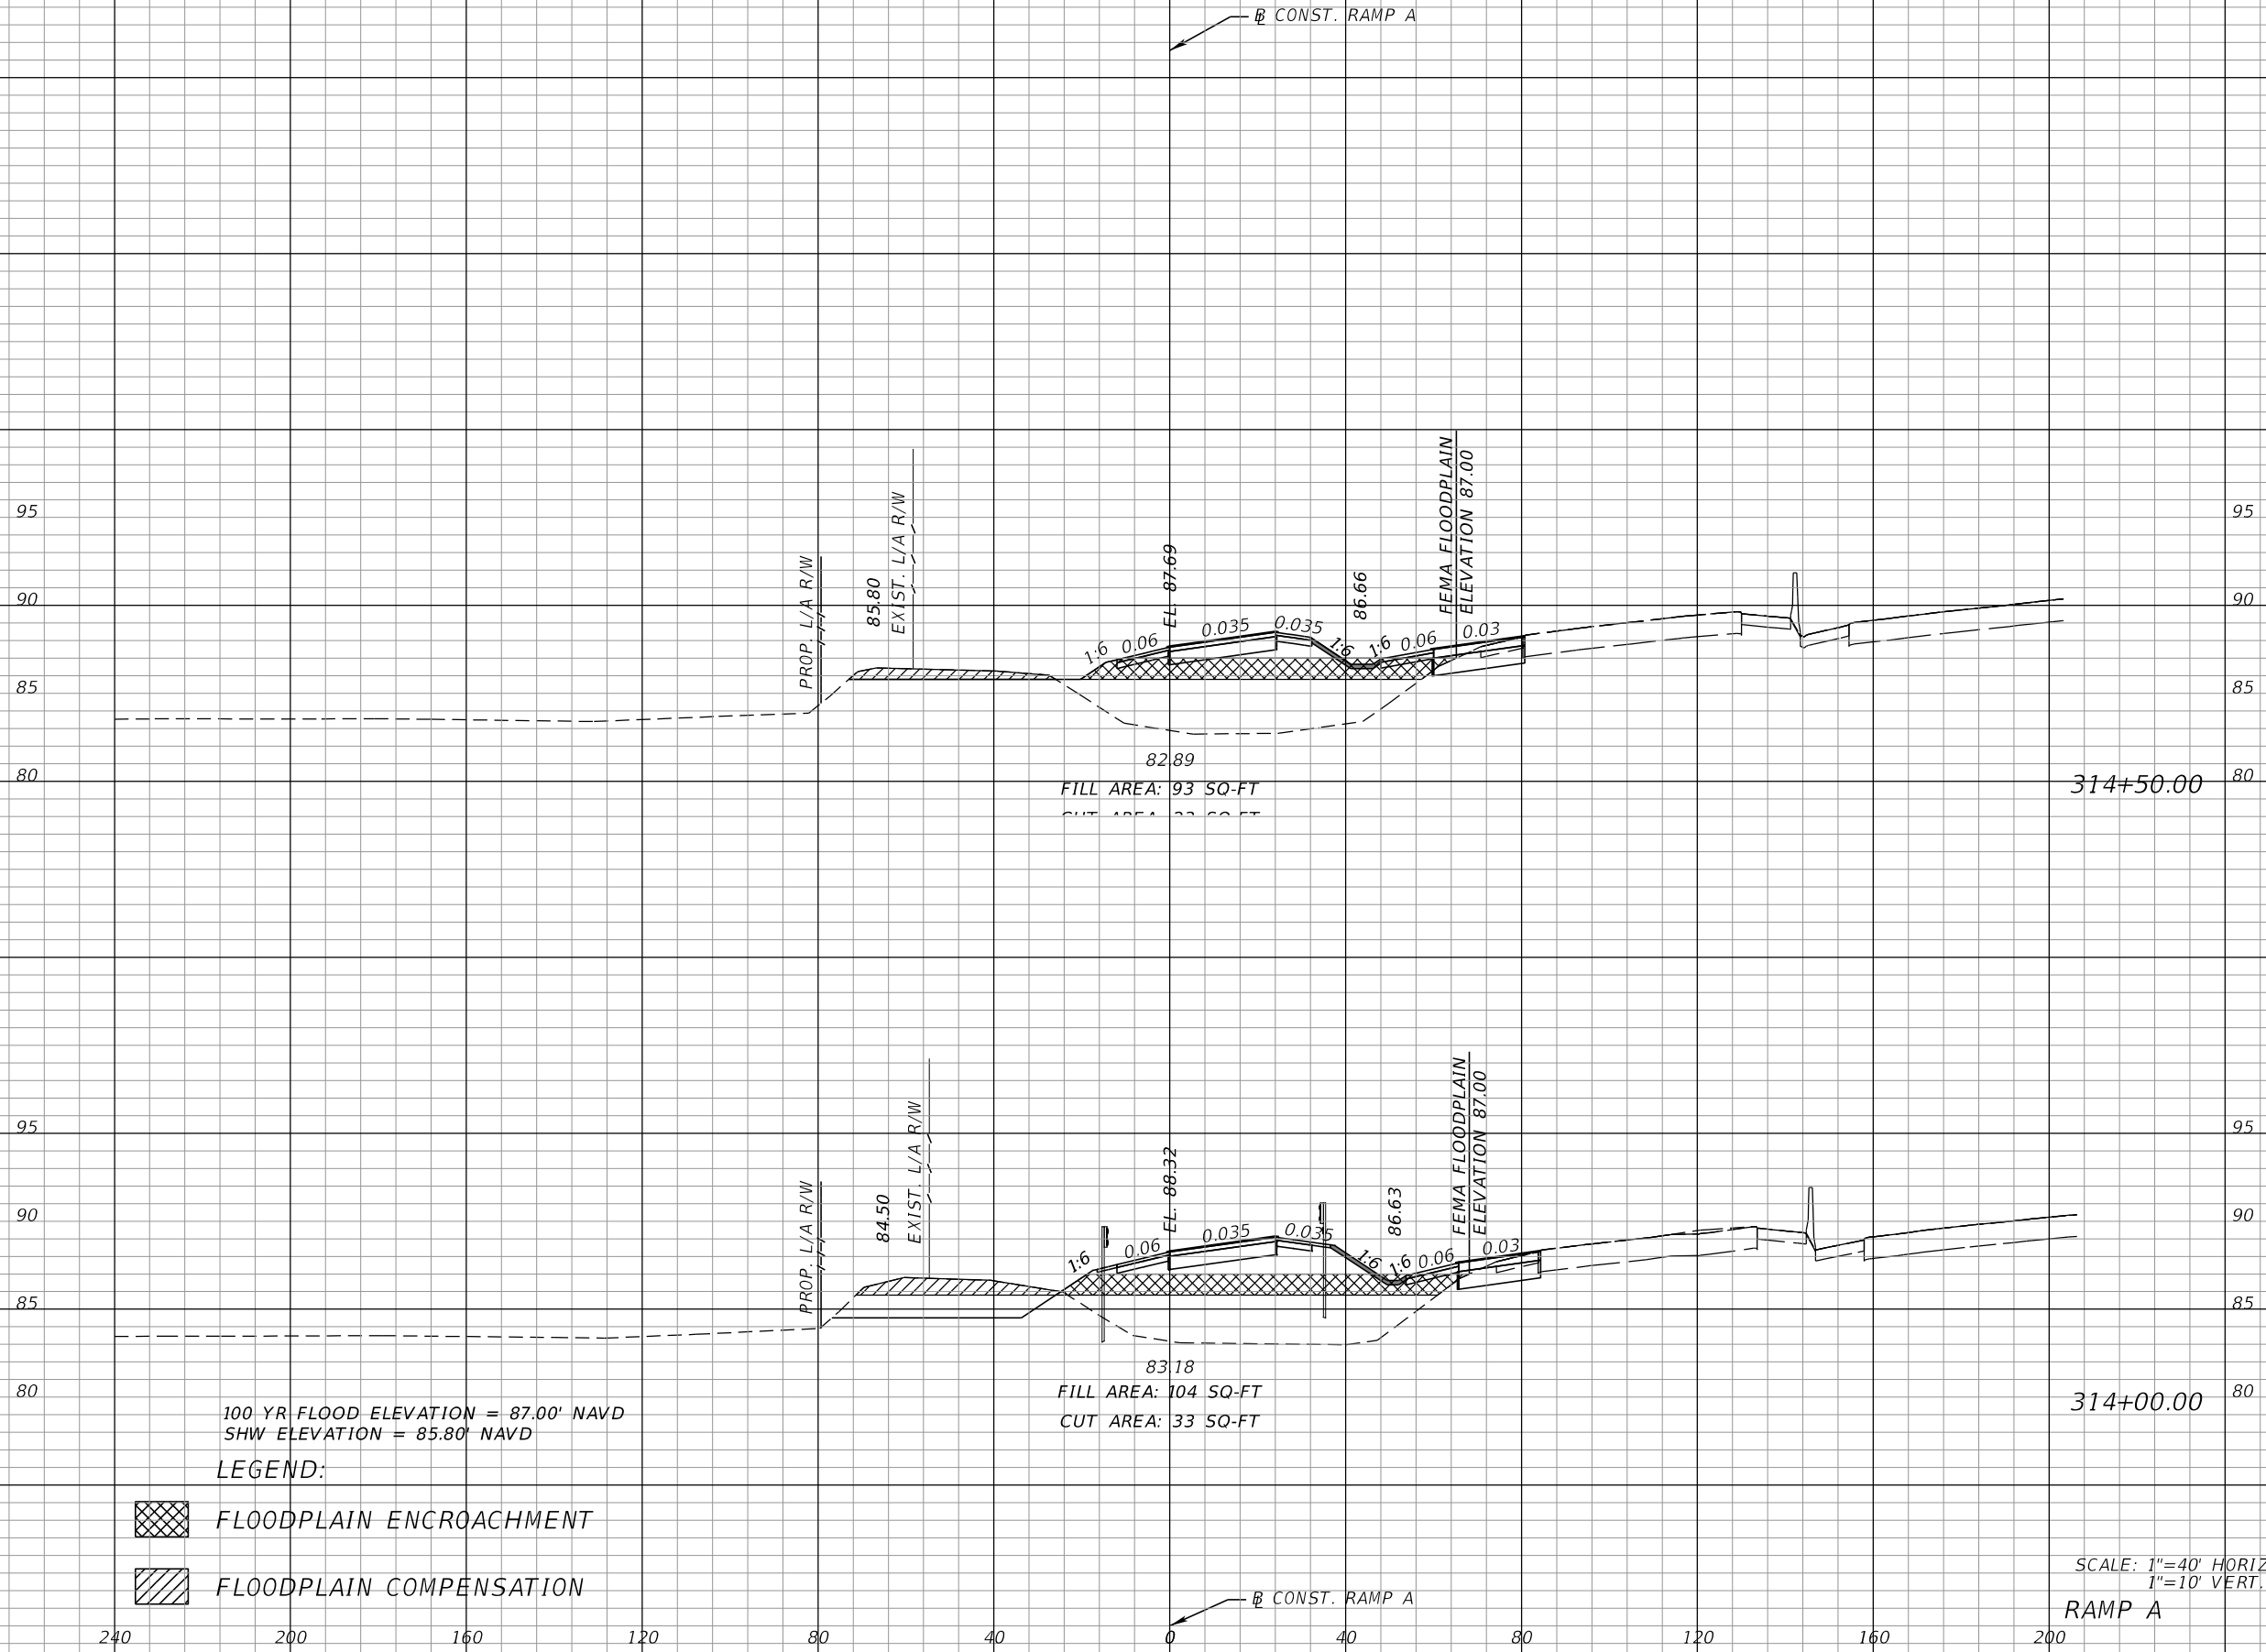 B CONST. RAMP A
95
95
PROP. L/A R/W
85.80
EXIST. L/A R/W
EL. 87.69
86.66
FEMA FLOODPLAIN
ELEVATION 87.00
90
90
1:6
0.06
0.035
0.035
1:6
1:6
0.06
0.03
85
85
82.89
80
80
FILL AREA: 93 SQ-FT
314+50.00
95
95
PROP. L/A R/W
84.50
EXIST. L/A R/W
EL. 88.32
86.63
FEMA FLOODPLAIN
ELEVATION 87.00
90
90
1:6
0.06
0.035
0.035
1:6
1:6
0.06
0.03
85
85
83.18
80
80
FILL AREA: 104 SQ-FT
314+00.00
CUT AREA: 33 SQ-FT
100 YR FLOOD ELEVATION = 87.00' NAVD
SHW ELEVATION = 85.80' NAVD
LEGEND:
FLOODPLAIN ENCROACHMENT
FLOODPLAIN COMPENSATION
SCALE: 1"=40' HORIZ
1"=10' VERT.
B CONST. RAMP A
RAMP A
240 200 160 120 80 40 0 40 80 120 160 200